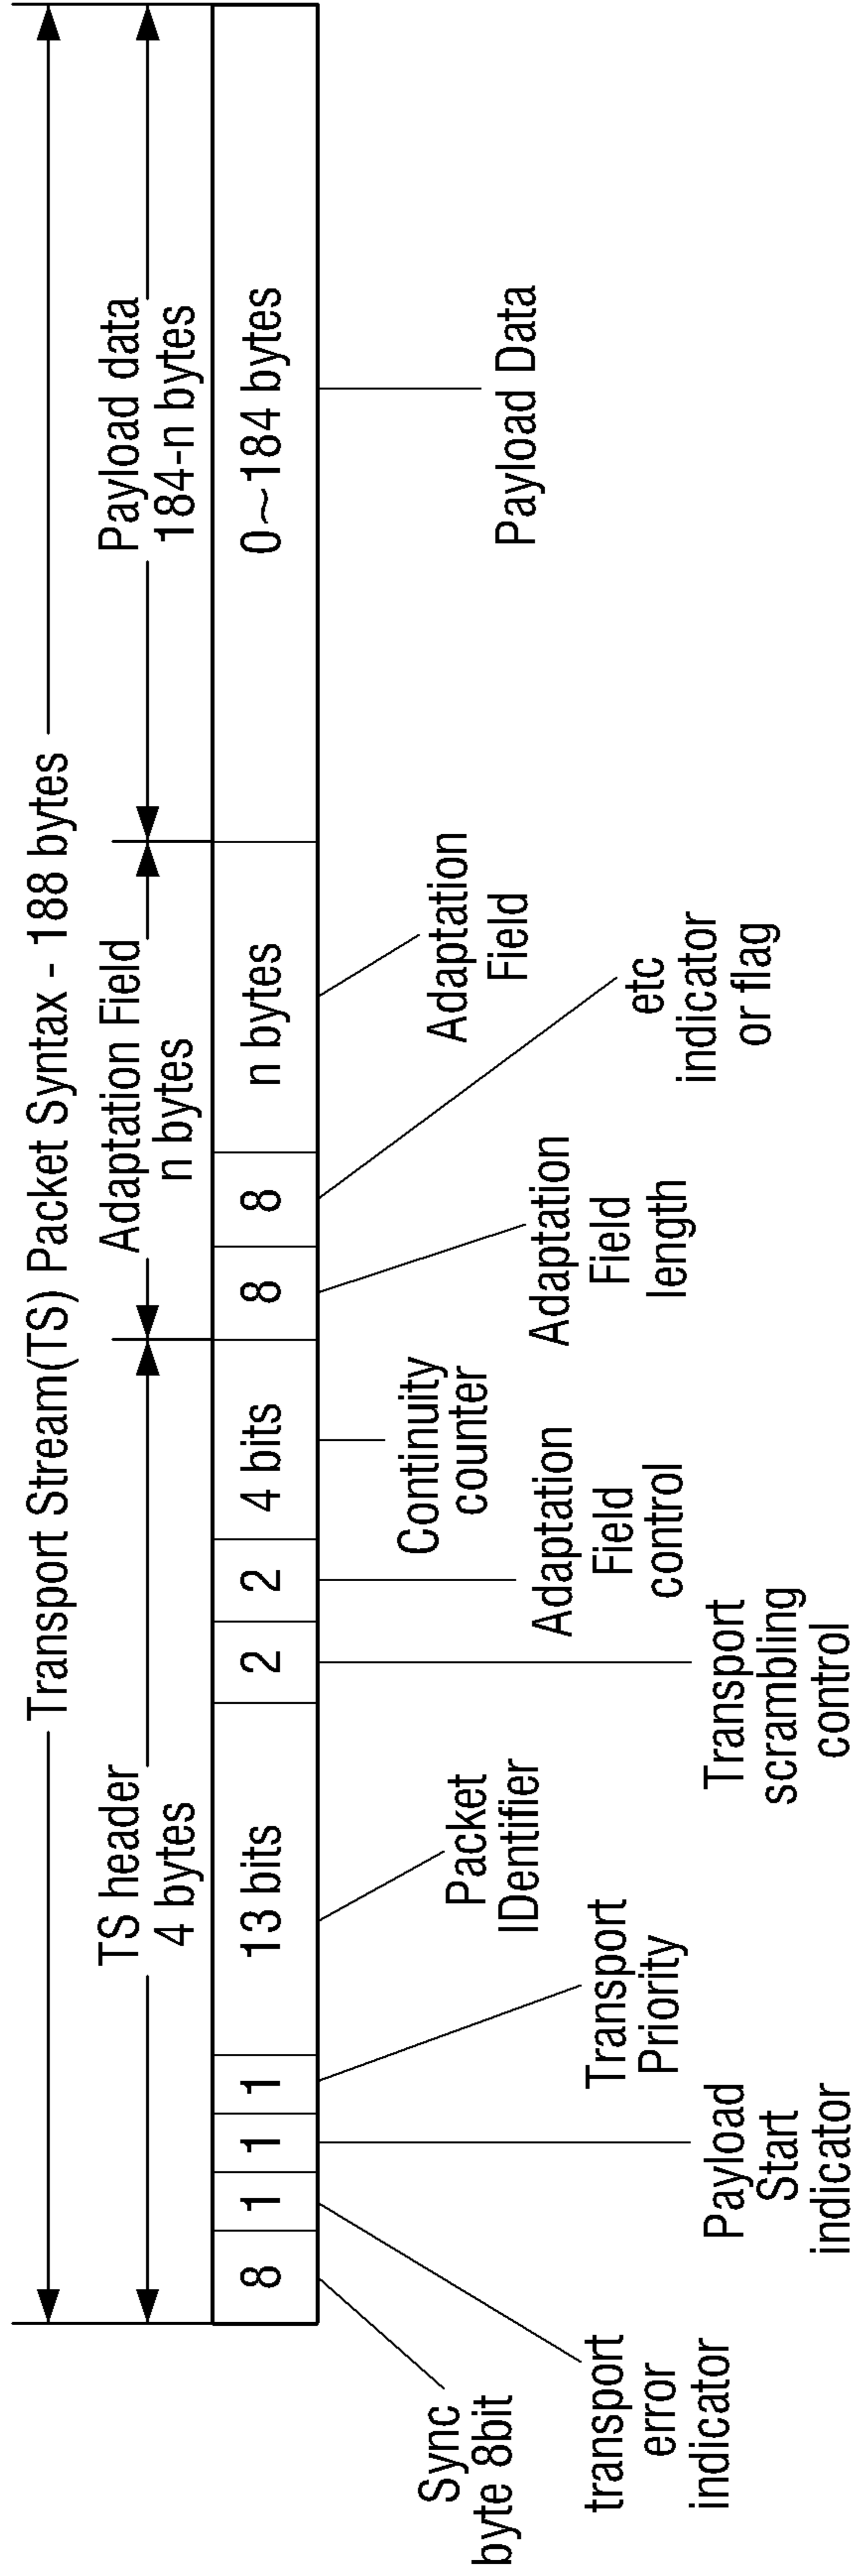 Transport Stream(TS) Packet Syntax - 188 bytes
TS header
4 bytes
Adaptation Field
n bytes
Payload data
184-n bytes
8
1
1
1
13 bits
2
2
4 bits
8
8
n bytes
0~184 bytes
Sync
byte 8bit
transport
error
indicator
Payload
Start
indicator
Transport
Priority
Packet
IDentifier
Transport
scrambling
control
Adaptation
Field
control
Continuity
counter
Adaptation
Field
length
etc
indicator
or flag
Adaptation
Field
Payload Data